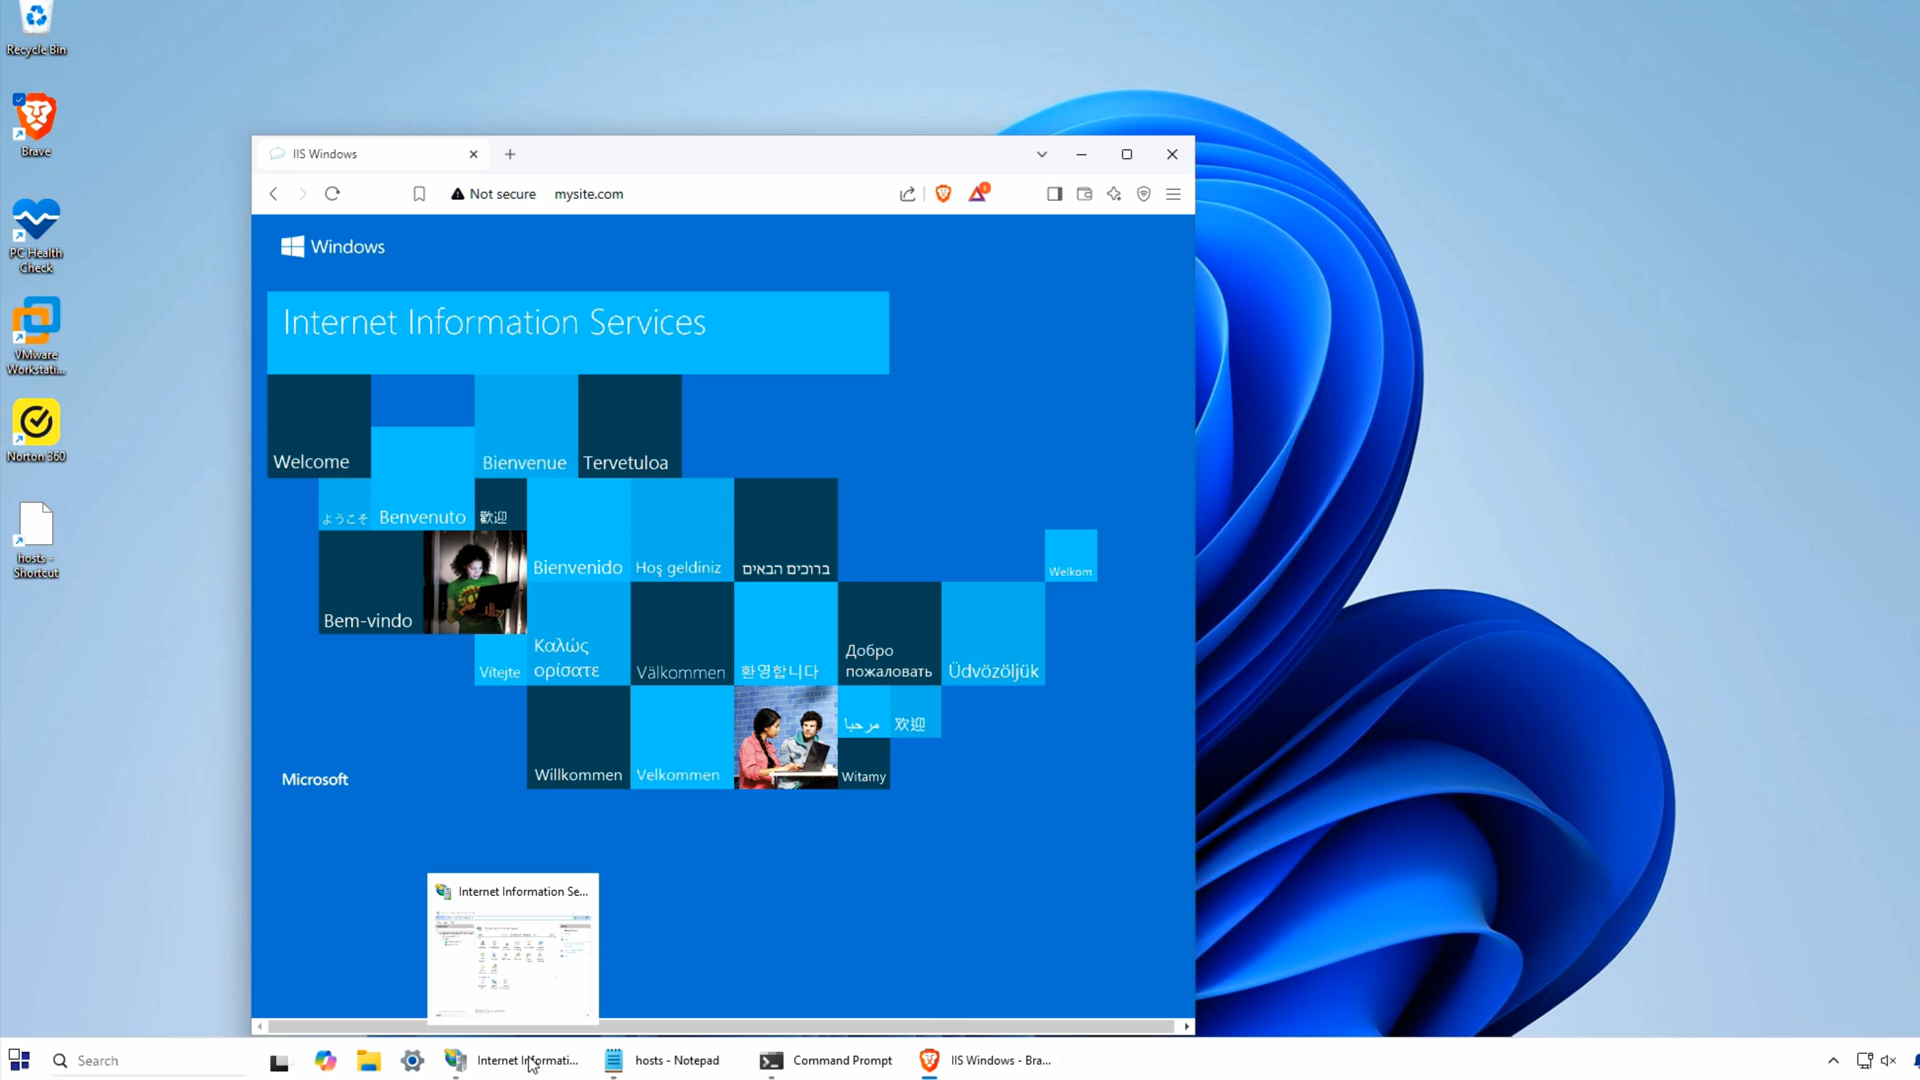 Recycle Bin
Brave
PC Health
Check
VMware
Workstati...
Norton 360
hosts -
Shortcut
IIS Windows
Not secure
mysite.com
1
Windows
Internet Information Services
Welcome
Bienvenue
Tervetuloa
ようこそ
Benvenuto
歡迎
Bienvenido
Hoş geldiniz
ברוכים הבאים
Welkom
Bem-vindo
Vítejte
Καλώς
ορίσατε
Välkommen
환영합니다
Добро
пожаловать
Üdvözöljük
مرحبا
欢迎
Microsoft
Willkommen
Velkommen
Witamy
Internet Information Se...
Search
Internet Informati...
hosts - Notepad
Command Prompt
IIS Windows - Bra...